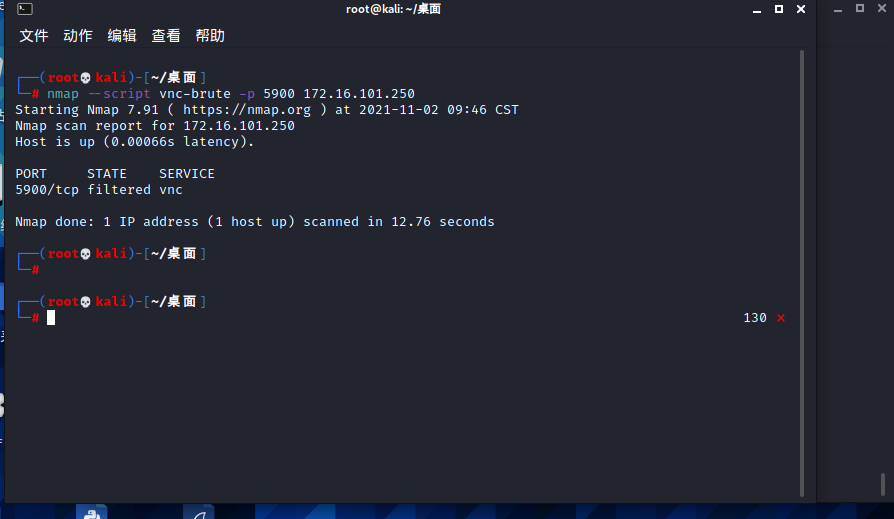 root@kali: ~/桌面
文件 动作 编辑 查看 帮助
┌──(root💀kali)-[~/桌面]
└─# nmap --script vnc-brute -p 5900 172.16.101.250
Starting Nmap 7.91 ( https://nmap.org ) at 2021-11-02 09:46 CST
Nmap scan report for 172.16.101.250
Host is up (0.00066s latency).
PORT     STATE    SERVICE
5900/tcp filtered vnc
Nmap done: 1 IP address (1 host up) scanned in 12.76 seconds
┌──(root💀kali)-[~/桌面]
└─#
┌──(root💀kali)-[~/桌面]
└─# 130 ⨯